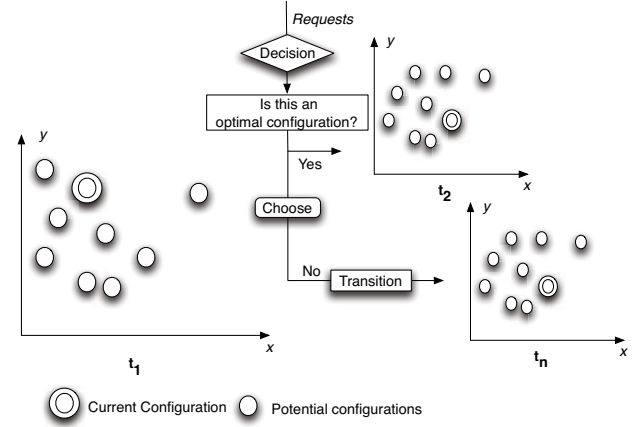 Requests
Decision
Is this an
optimal configuration?
Yes
Choose
No
Transition
y
x
t1
y
x
t2
y
x
tn
Current Configuration
Potential configurations